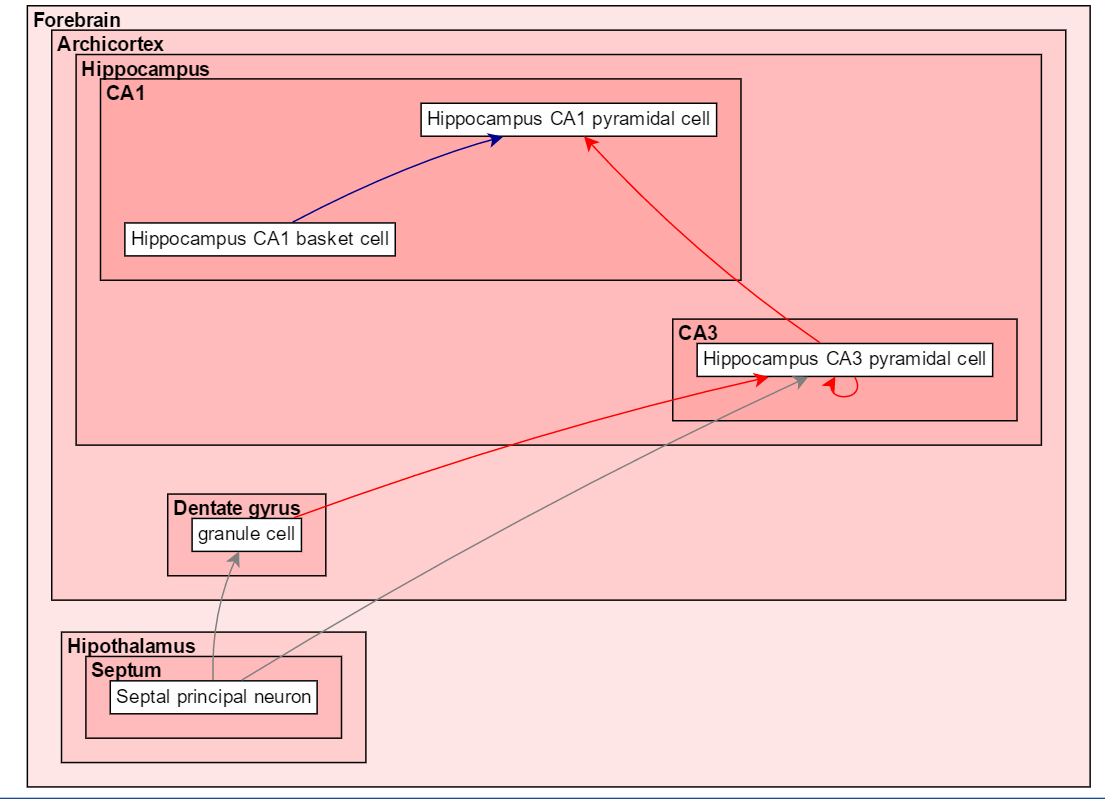 Forebrain
Archicortex
Hippocampus
CA1
Hippocampus CA1 pyramidal cell
Hippocampus CA1 basket cell
CA3
Hippocampus CA3 pyramidal cell
Dentate gyrus
granule cell
Hipothalamus
Septum
Septal principal neuron